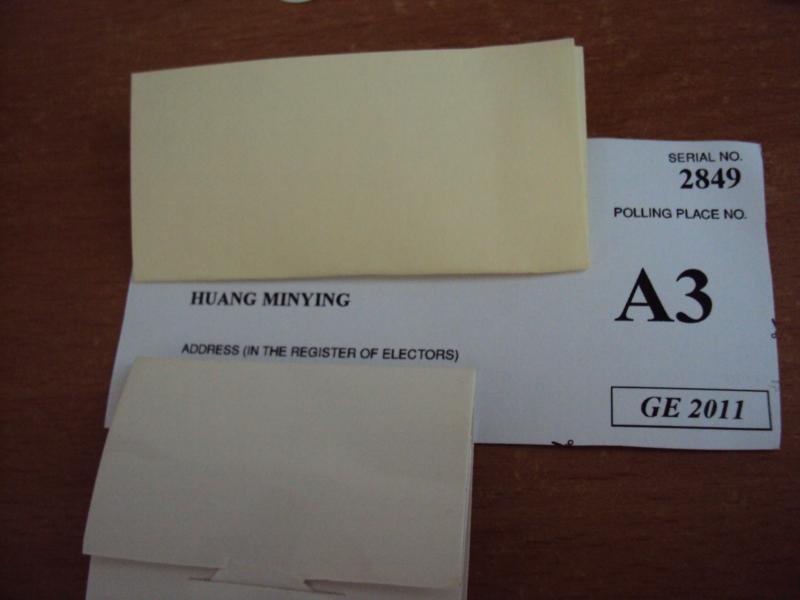 SERIAL NO.
2849
POLLING PLACE NO.
A3
HUANG MINYING
ADDRESS (IN THE REGISTER OF ELECTORS)
GE 2011